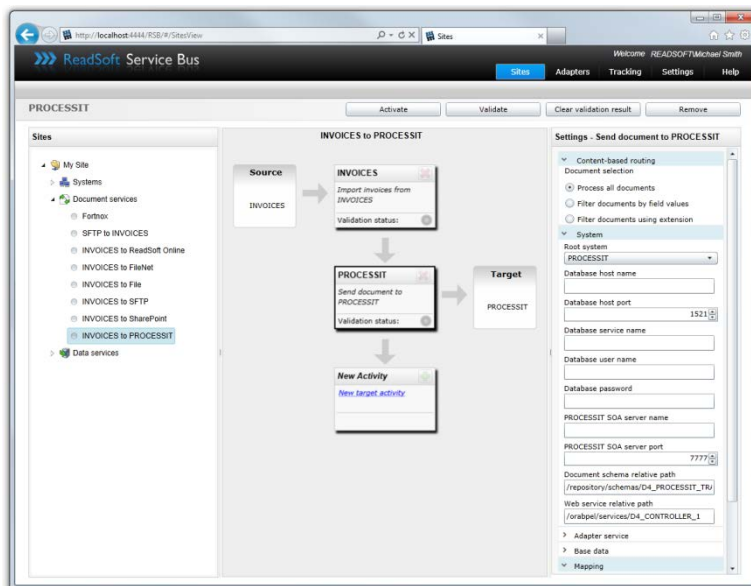 http://localhost:4444/RSB/#/SitesView
Sites
ReadSoft Service Bus
Welcome READSOFT\Michael Smith
Sites Adapters Tracking Settings Help
PROCESSIT
Activate Validate Clear validation result Remove
Sites
My Site
Systems
Document services
Fortnox
SFTP to INVOICES
INVOICES to ReadSoft Online
INVOICES to FileNet
INVOICES to File
INVOICES to SFTP
INVOICES to SharePoint
INVOICES to PROCESSIT
Data services
INVOICES to PROCESSIT
Source
INVOICES
INVOICES
Import invoices from
INVOICES
Validation status:
PROCESSIT
Send document to
PROCESSIT
Validation status:
Target
PROCESSIT
New Activity
New target activity
Settings - Send document to PROCESSIT
Content-based routing
Document selection
Process all documents
Filter documents by field values
Filter documents using extension
System
Root system
PROCESSIT
Database host name
Database host port
1521
Database service name
Database user name
Database password
PROCESSIT SOA server name
PROCESSIT SOA server port
7777
Document schema relative path
/repository/schemas/D4_PROCESSIT_TRA
Web service relative path
/orabpel/services/D4_CONTROLLER_1
Adapter service
Base data
Mapping